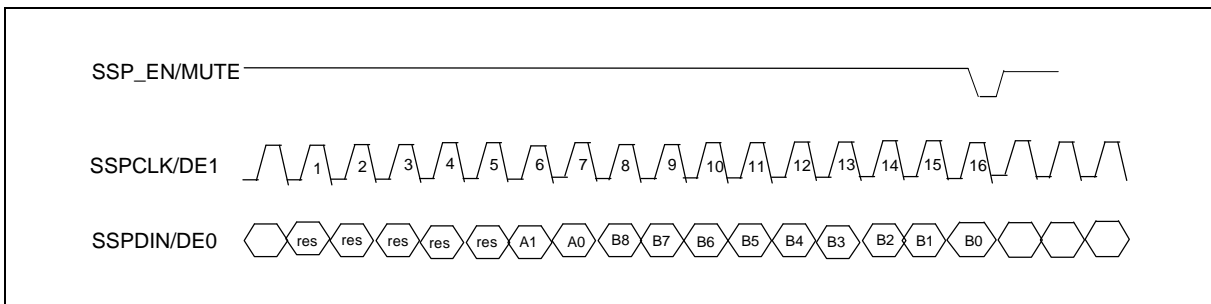 SSP_EN/MUTE
SSPCLK/DE1 1 2 3 4 5 6 7 8 9 10 11 12 13 14 15 16
SSPDIN/DE0 res res res res res A1 A0 B8 B7 B6 B5 B4 B3 B2 B1 B0